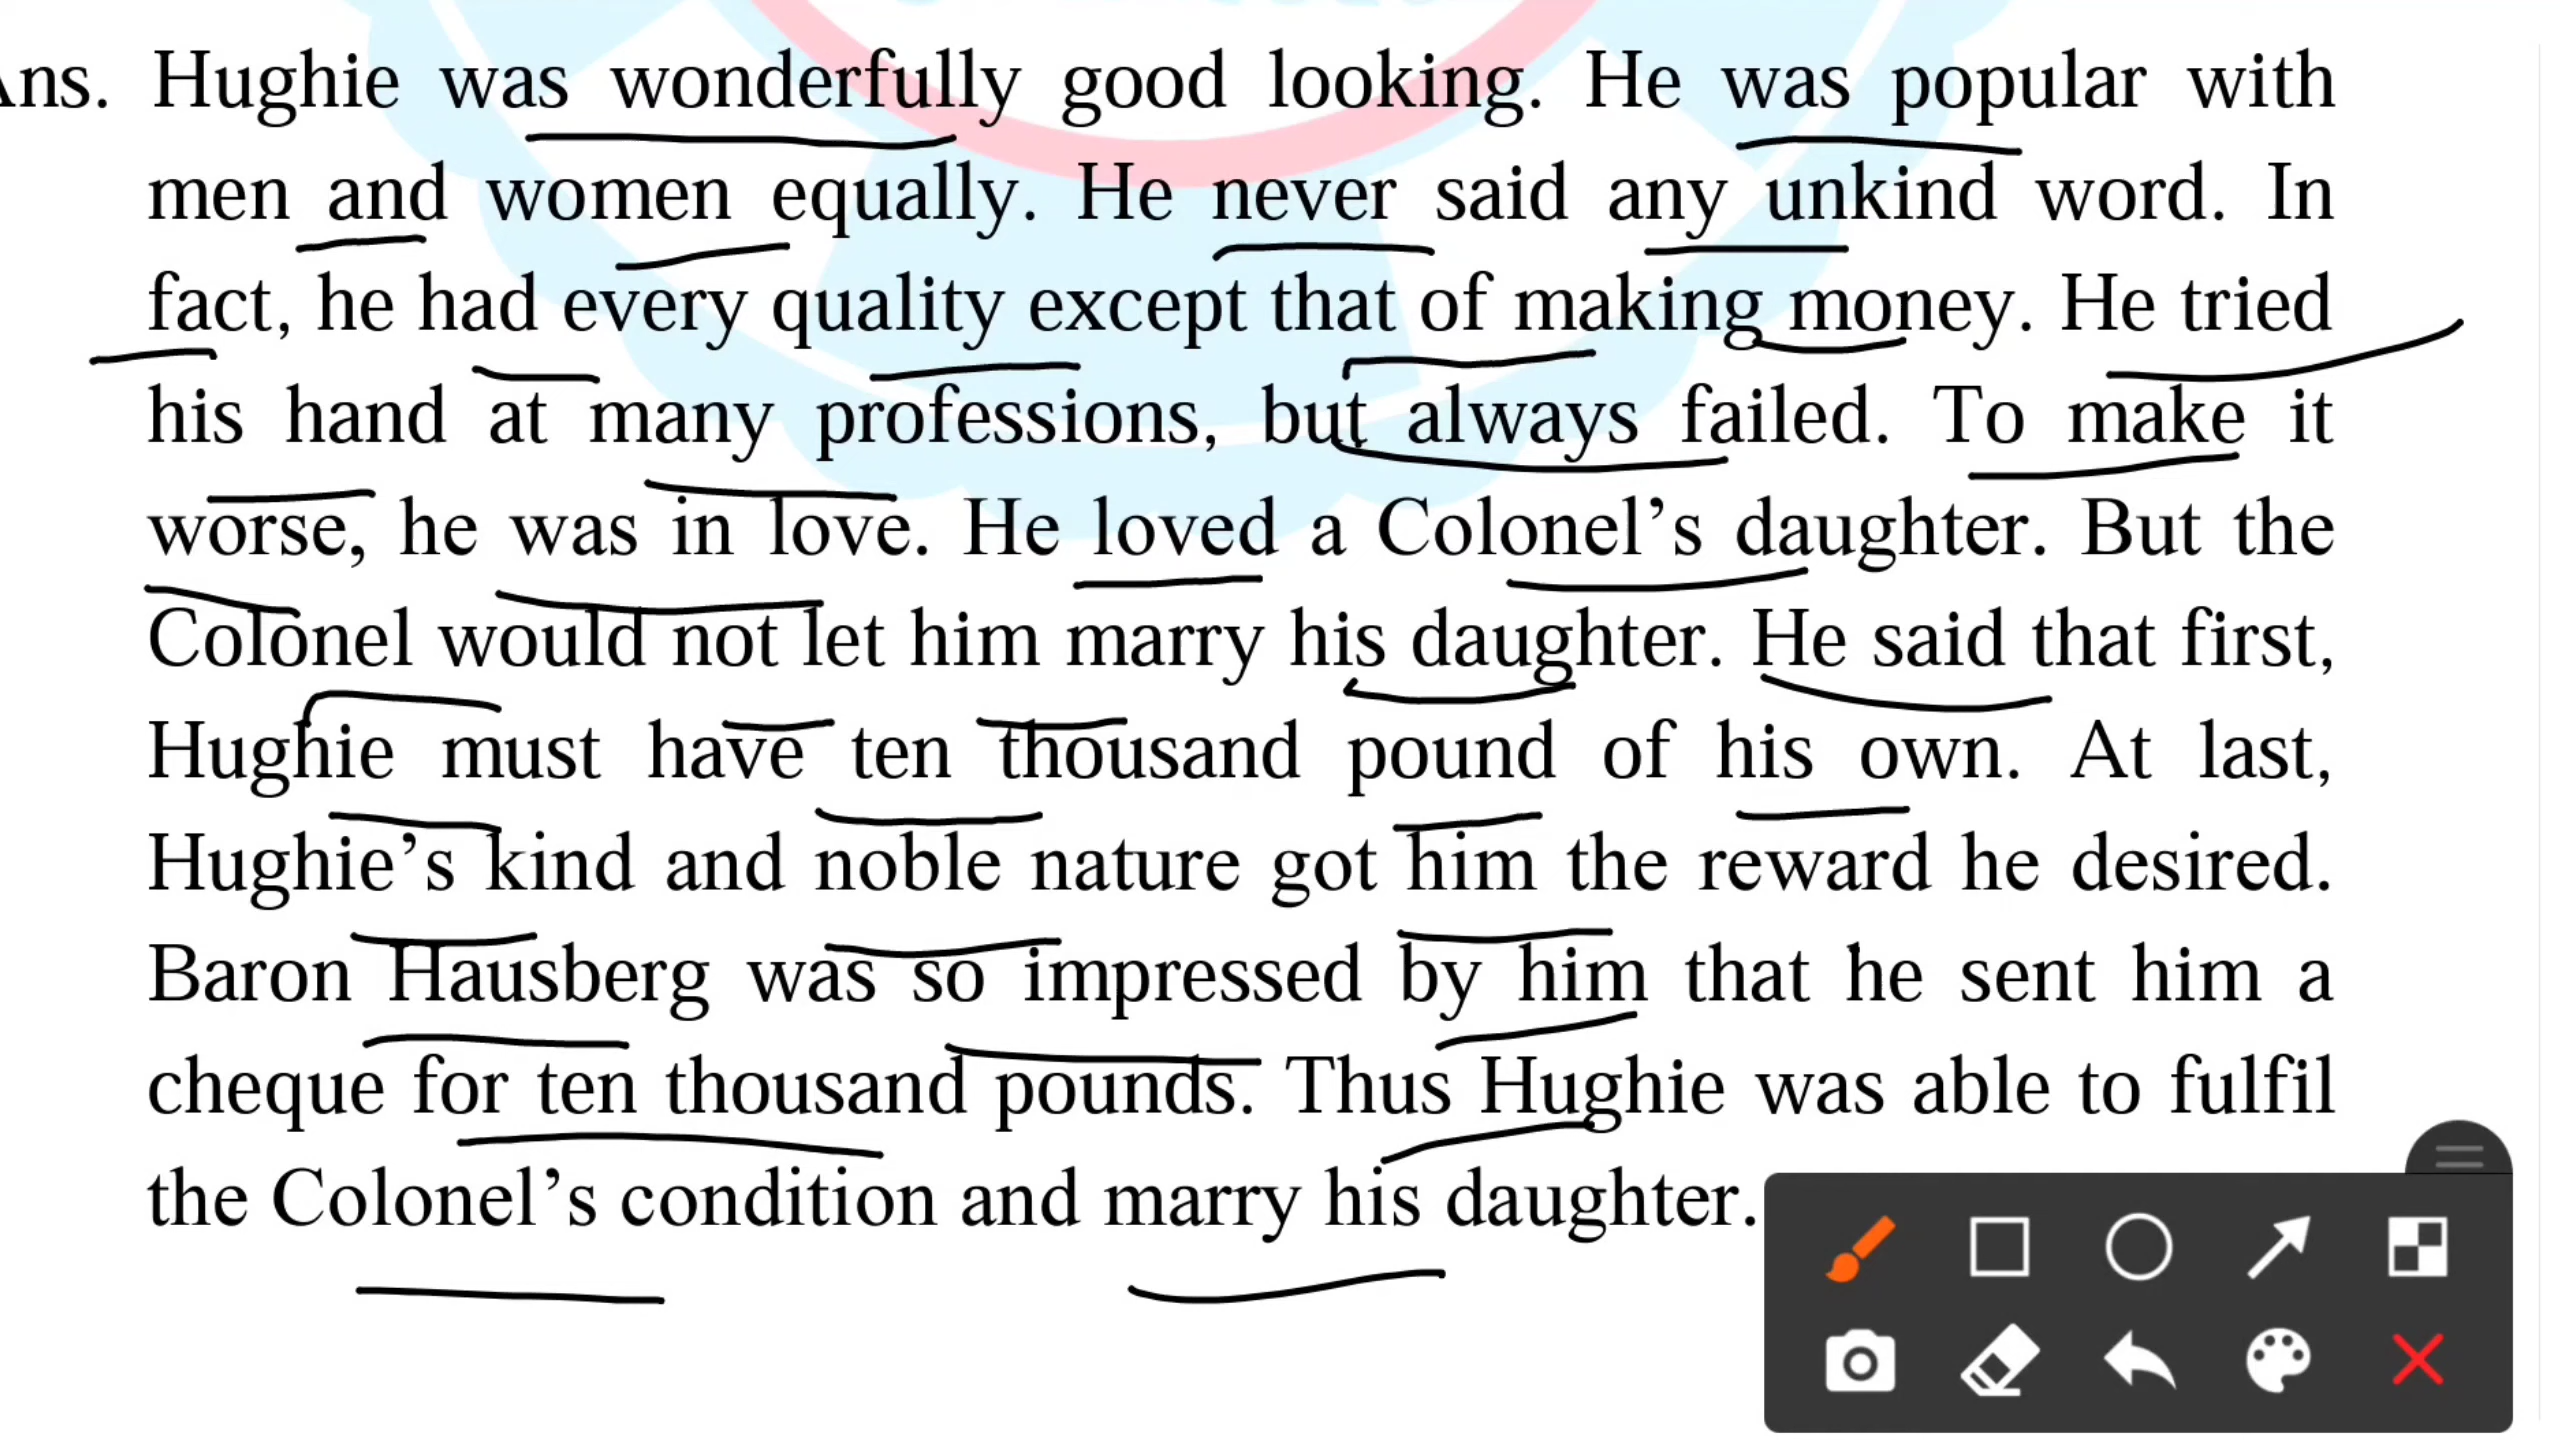 Ans. Hughie was wonderfully good looking. He was popular with
men and women equally. He never said any unkind word. In
fact, he had every quality except that of making money. He tried
his hand at many professions, but always failed. To make it
worse, he was in love. He loved a Colonel’s daughter. But the
Colonel would not let him marry his daughter. He said that first,
Hughie must have ten thousand pound of his own. At last,
Hughie’s kind and noble nature got him the reward he desired.
Baron Hausberg was so impressed by him that he sent him a
cheque for ten thousand pounds. Thus Hughie was able to fulfil
the Colonel’s condition and marry his daughter.